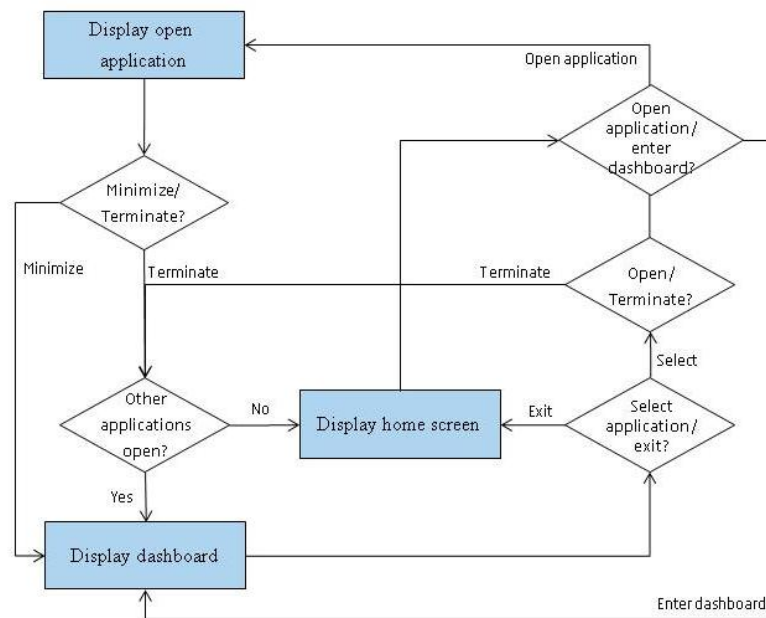 Display open
application
Open application
Open
application/
enter
dashboard?
Minimize/
Terminate?
Minimize
Terminate
Terminate
Open/
Terminate?
Select
Other
applications
open?
No
Display home screen
Exit
Select
application/
exit?
Yes
Display dashboard
Enter dashboard